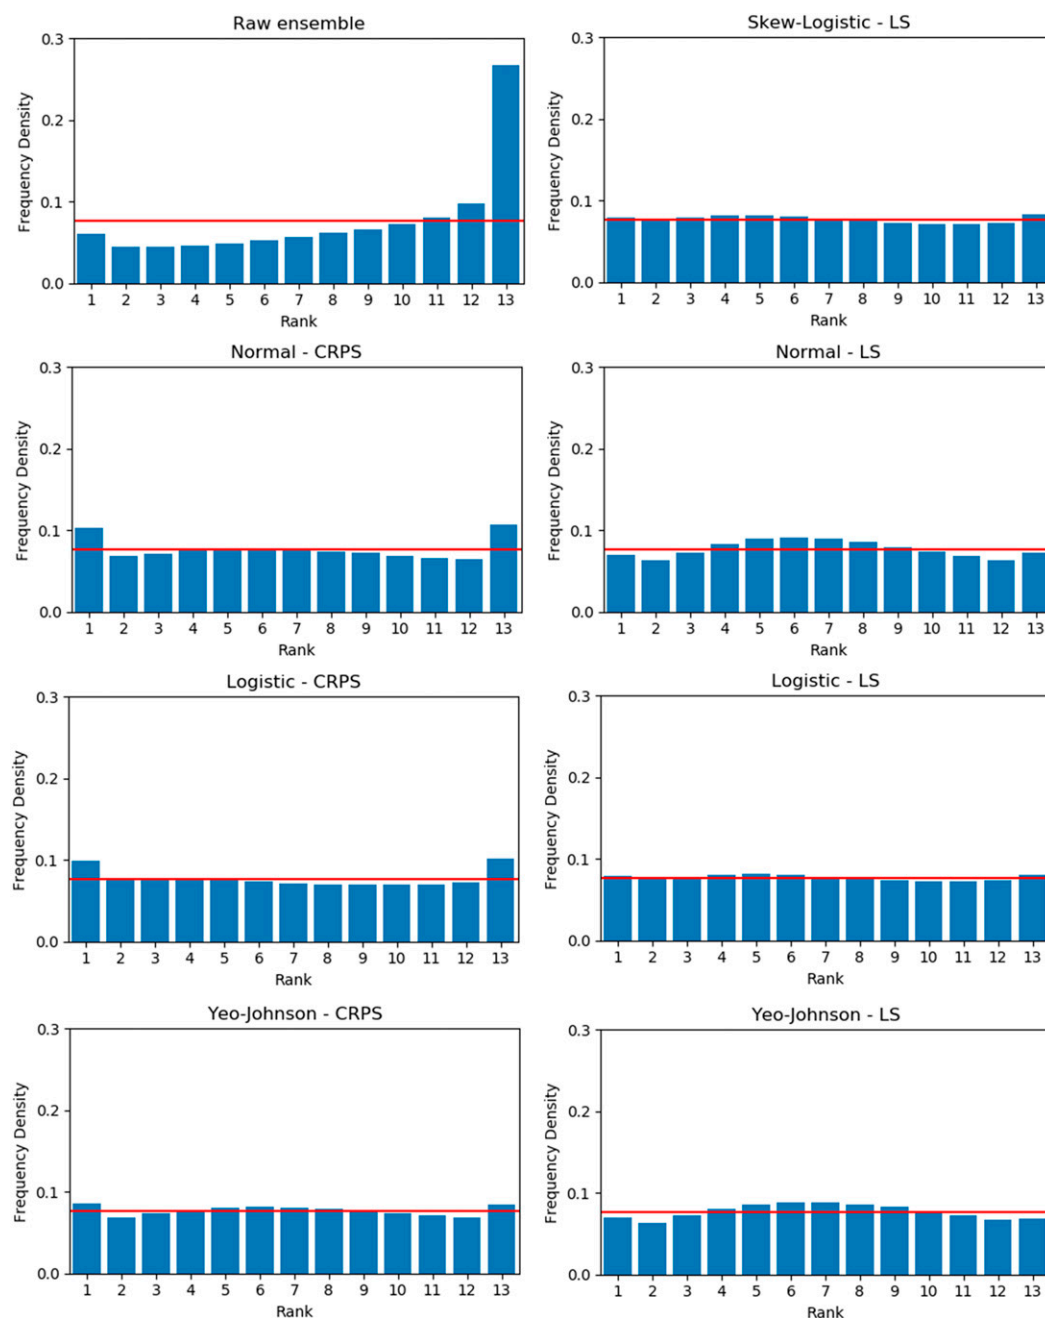 Raw ensemble
0.3
0.2
0.1
0.0
Frequency Density
1 2 3 4 5 6 7 8 9 10 11 12 13
Rank
Skew-Logistic - LS
0.3
0.2
0.1
0.0
Frequency Density
1 2 3 4 5 6 7 8 9 10 11 12 13
Rank
Normal - CRPS
0.3
0.2
0.1
0.0
Frequency Density
1 2 3 4 5 6 7 8 9 10 11 12 13
Rank
Normal - LS
0.3
0.2
0.1
0.0
Frequency Density
1 2 3 4 5 6 7 8 9 10 11 12 13
Rank
Logistic - CRPS
0.3
0.2
0.1
0.0
Frequency Density
1 2 3 4 5 6 7 8 9 10 11 12 13
Rank
Logistic - LS
0.3
0.2
0.1
0.0
Frequency Density
1 2 3 4 5 6 7 8 9 10 11 12 13
Rank
Yeo-Johnson - CRPS
0.3
0.2
0.1
0.0
Frequency Density
1 2 3 4 5 6 7 8 9 10 11 12 13
Rank
Yeo-Johnson - LS
0.3
0.2
0.1
0.0
Frequency Density
1 2 3 4 5 6 7 8 9 10 11 12 13
Rank